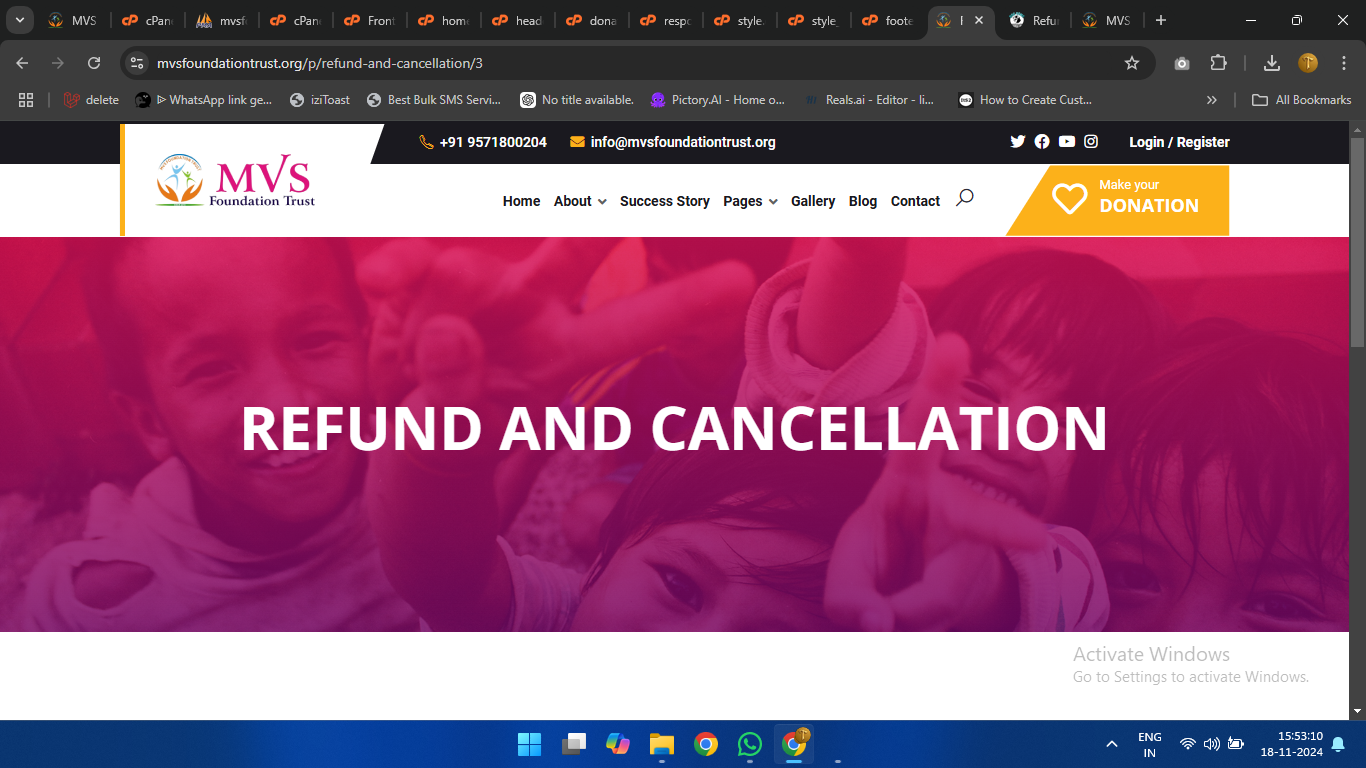 MVS
cPan
mvsf
cPan
Front
hom
head
dona
respo
style.
style_
foote
Refu
MVS
mvsfoundationtrust.org/p/refund-and-cancellation/3
delete
WhatsApp link ge...
iziToast
Best Bulk SMS Servi...
No title available.
Pictory.AI - Home o...
Reals.ai - Editor - li...
How to Create Cust...
All Bookmarks
+91 9571800204 info@mvsfoundationtrust.org Login / Register
MVS
Foundation Trust
Home About Success Story Pages Gallery Blog Contact
Make your
DONATION
REFUND AND CANCELLATION
Activate Windows
Go to Settings to activate Windows.
ENG
IN
15:53:10
18-11-2024